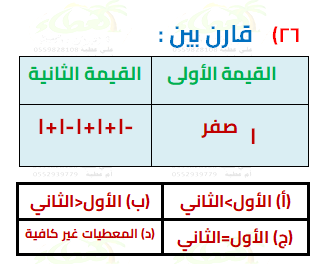 ٢٦) قارن بين :
القيمة الأولى القيمة الثانية
ا صفر -ا+ا+ا-ا+ا
(أ) الأول>الثاني (ب) الأول<الثاني
(ج) الأول=الثاني (د) المعطيات غير كافية